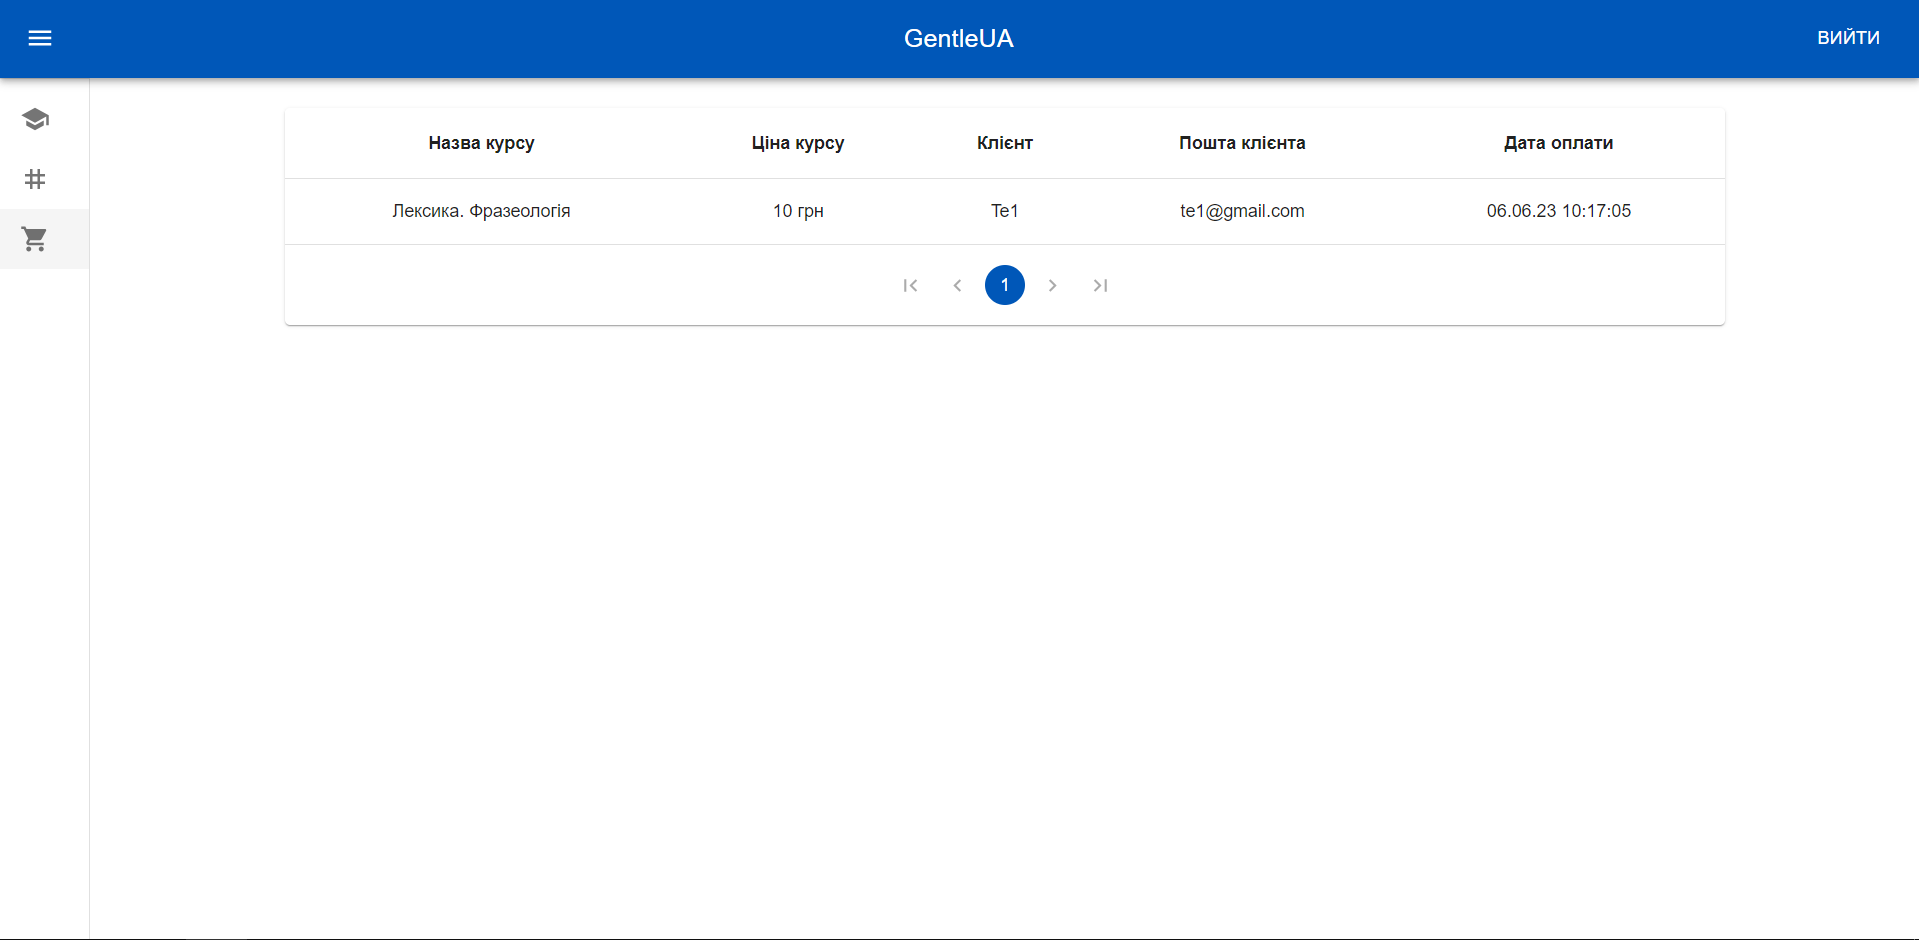 GentleUA
ВИЙТИ
Назва курсу Ціна курсу Клієнт Пошта клієнта Дата оплати
Лексика. Фразеологія 10 грн Te1 te1@gmail.com 06.06.23 10:17:05
1